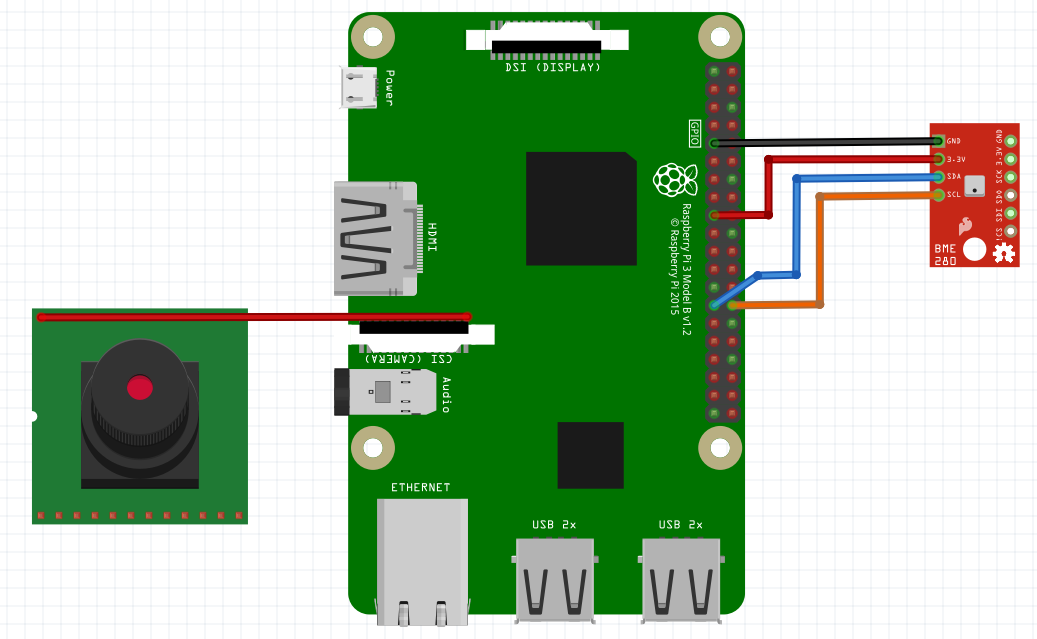 DSI (DISPLAY)
Power
GPIO
HDMI
Raspberry Pi 3 Model B v1.2
© Raspberry Pi 2015
CSI (CAMERA)
Audio
ETHERNET
USB 2x
USB 2x
GND
3.3V
SDA
SCL
GND
3.3V
SCK
SDO
SDI
!CS
BME
280